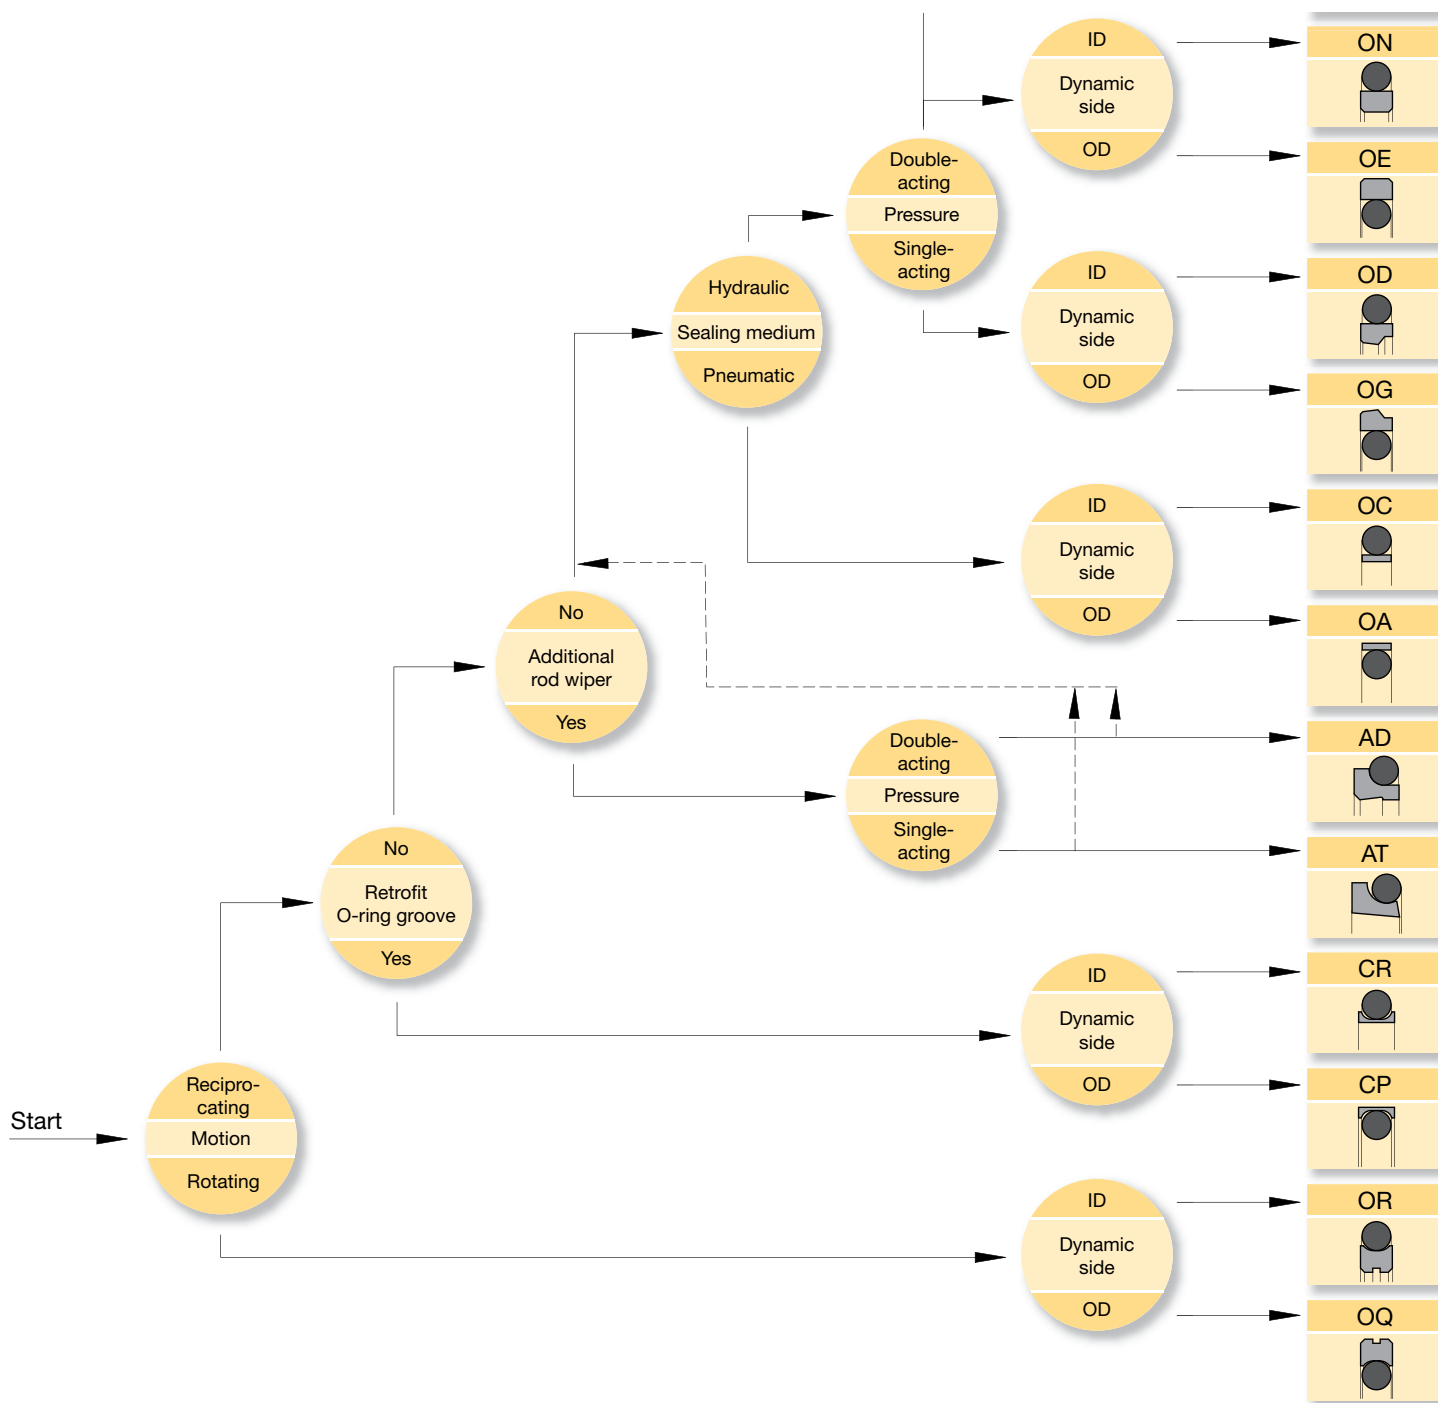 ID
Dynamic
side
OD
ON
OE
Double-
acting
Pressure
Single-
acting
ID
Dynamic
side
OD
OD
OG
Hydraulic
Sealing medium
Pneumatic
ID
Dynamic
side
OD
OC
OA
No
Additional
rod wiper
Yes
Double-
acting
Pressure
Single-
acting
AD
AT
No
Retrofit
O-ring groove
Yes
ID
Dynamic
side
OD
CR
CP
Start
Recipro-
cating
Motion
Rotating
ID
Dynamic
side
OD
OR
OQ